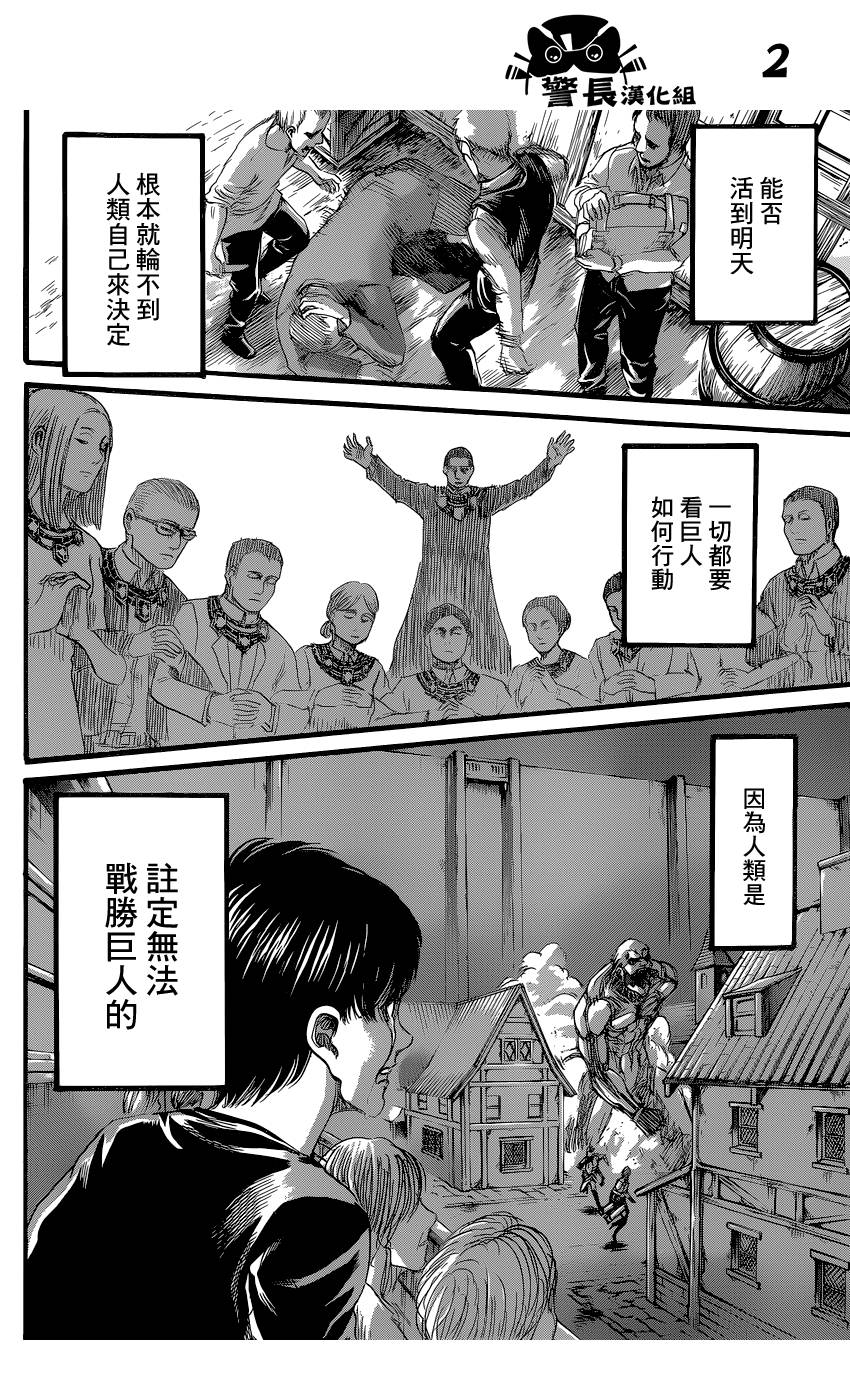 警長漢化組
2
能否
活到明天
根本就輪不到
人類自己來決定
一切都要
看巨人
如何行動
因為人類是
註定無法
戰勝巨人的